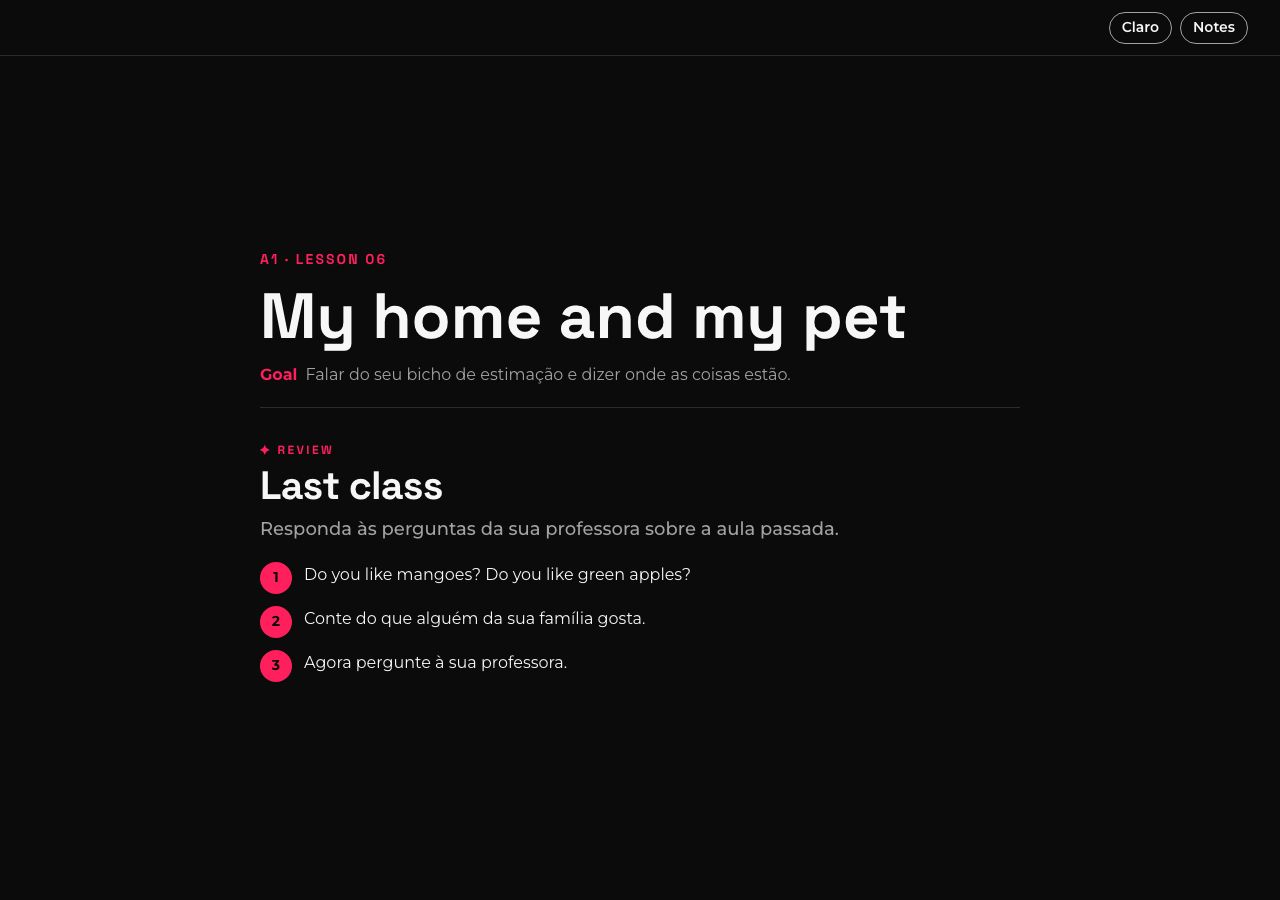 Claro
Notes
A1 · LESSON 06
My home and my pet
Goal Falar do seu bicho de estimação e dizer onde as coisas estão.
✦ REVIEW
Last class
Responda às perguntas da sua professora sobre a aula passada.
1 Do you like mangoes? Do you like green apples?
2 Conte do que alguém da sua família gosta.
3 Agora pergunte à sua professora.